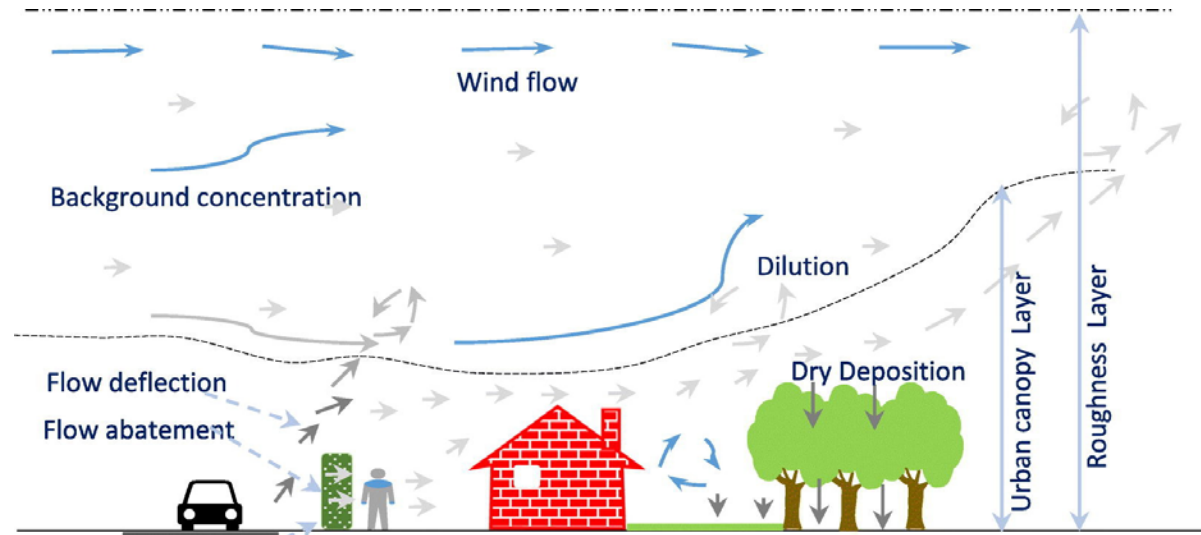 Wind flow
Background concentration
Dilution
Flow deflection
Dry Deposition
Flow abatement
Urban canopy Layer
Roughness Layer